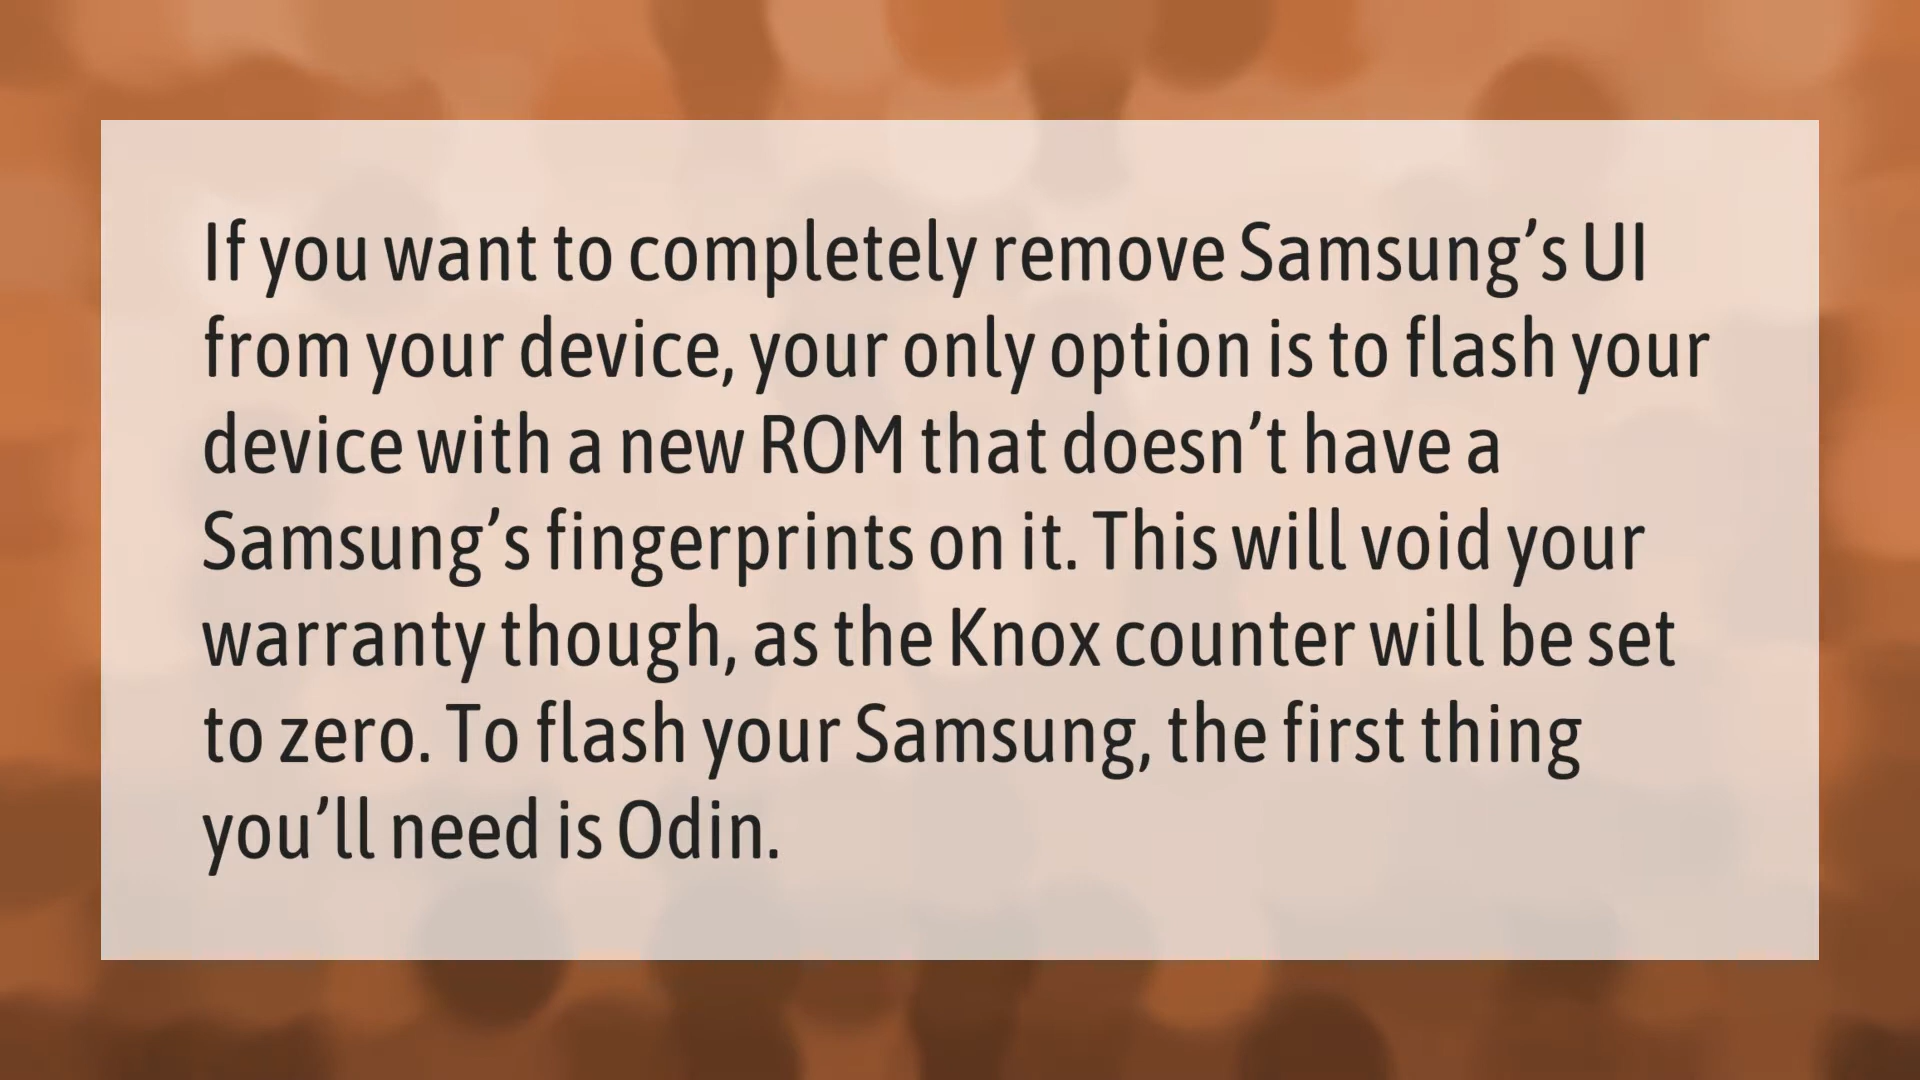 If you want to completely remove Samsung’s UI
from your device, your only option is to flash your
device with a new ROM that doesn’t have a
Samsung’s fingerprints on it. This will void your
warranty though, as the Knox counter will be set
to zero. To flash your Samsung, the first thing
you’ll need is Odin.